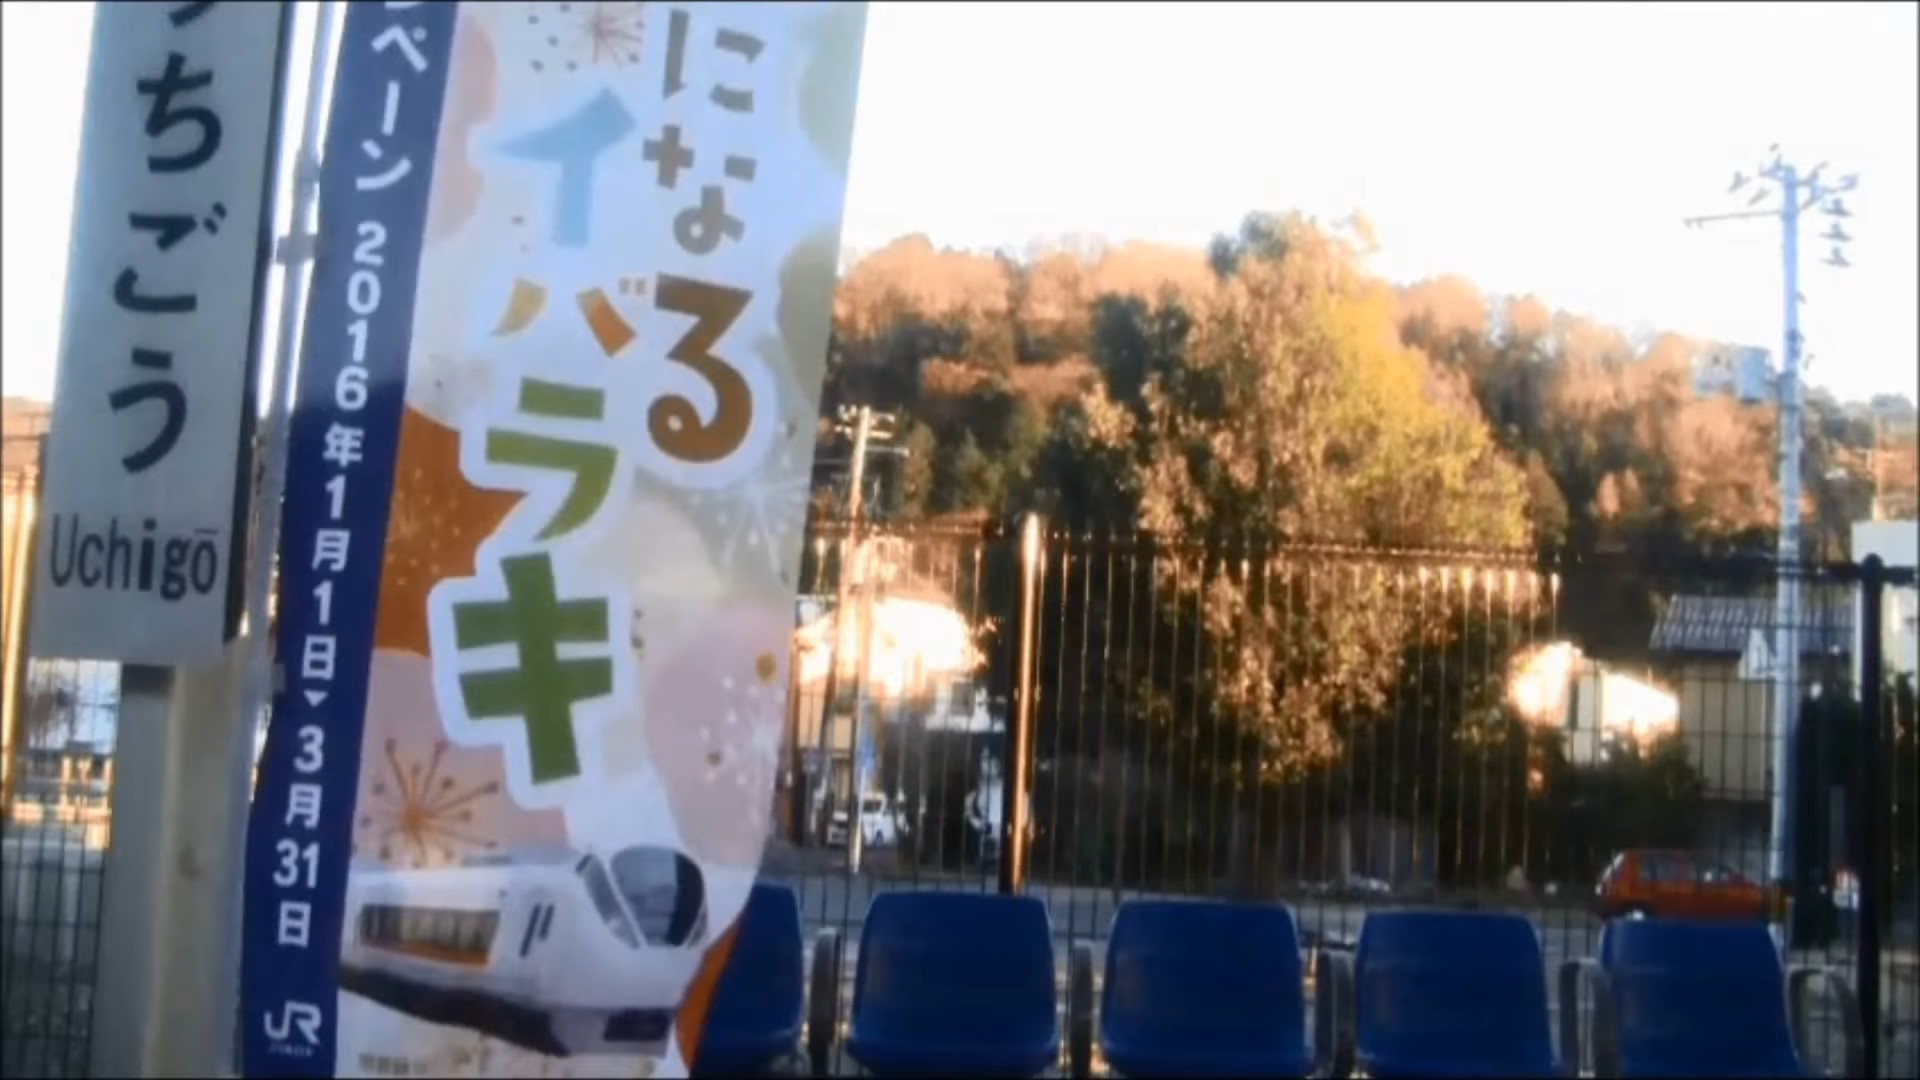 うちごう
Uchigō
ペーン 2016年1月1日▼3月31日
JR
になる
イバラキ